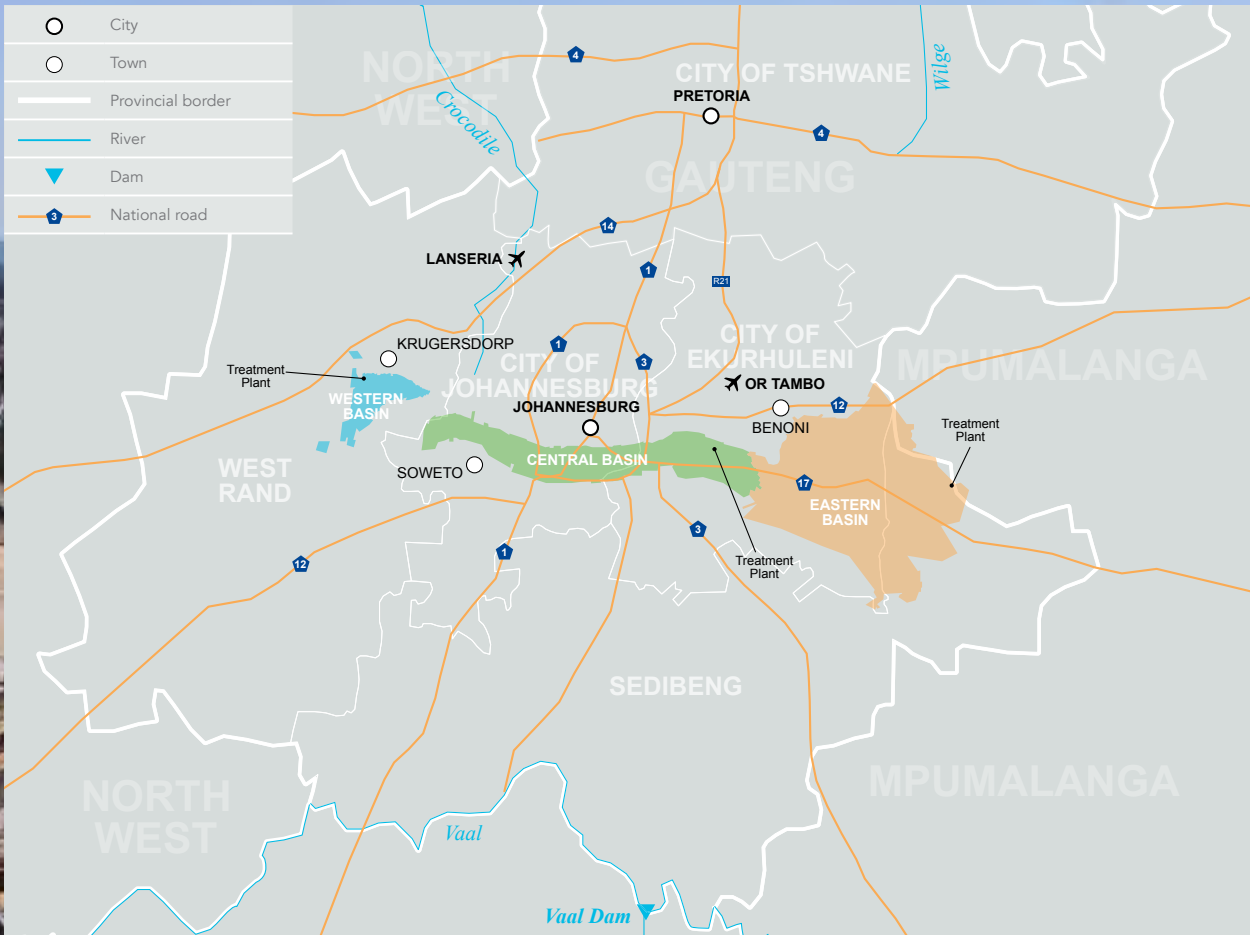 City
Town
Provincial border
River
Dam
3
National road
NORTH
WEST
Crocodile
4
CITY OF TSHWANE
PRETORIA
4
Wilge
GAUTENG
14
LANSERIA
1
R21
KRUGERSDORP
1
3
CITY OF
JOHANNESBURG
CITY OF
EKURHULENI
MPUMALANGA
Treatment
Plant
WESTERN
BASIN
OR TAMBO
JOHANNESBURG
12
BENONI
Treatment
Plant
CENTRAL BASIN
SOWETO
WEST
RAND
17
EASTERN
BASIN
3
1
12
Treatment
Plant
SEDIBENG
NORTH
WEST
MPUMALANGA
Vaal
Vaal Dam